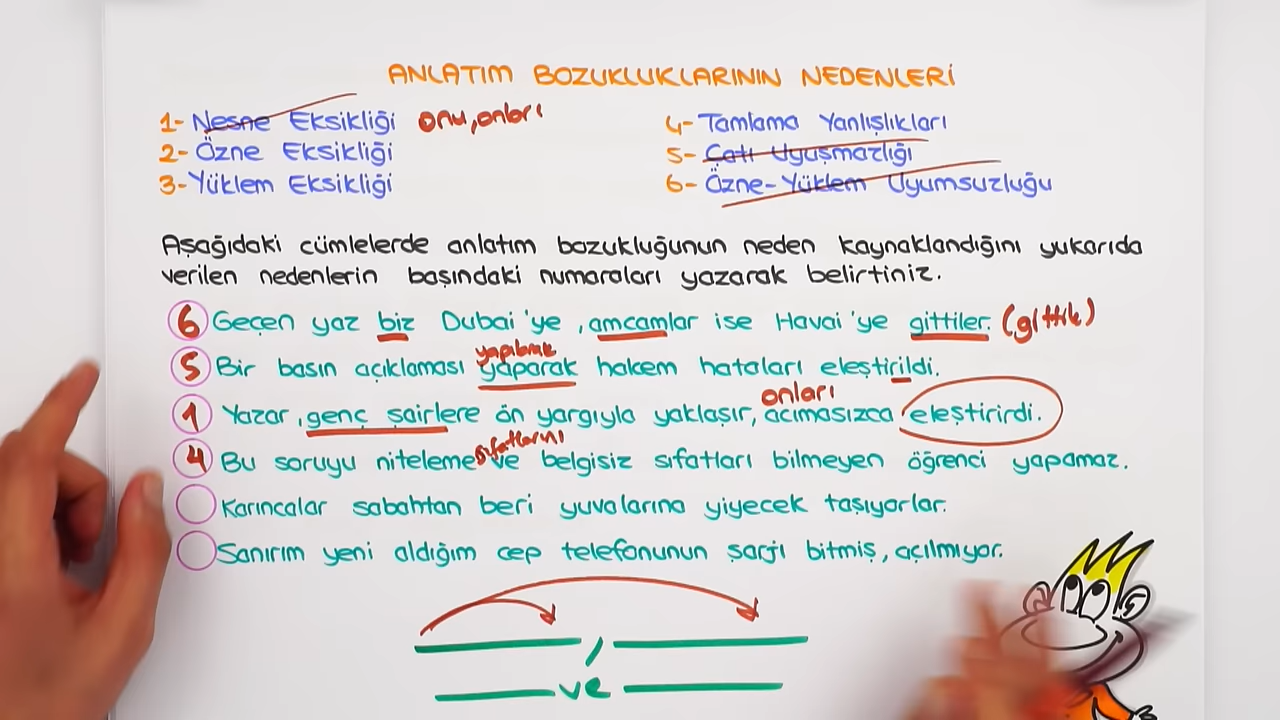 ANLATIM BOZUKLUKLARININ NEDENLERİ
1- Nesne Eksikliği onu, onları
2- Özne Eksikliği
3- Yüklem Eksikliği
4- Tamlama Yanlışlıkları
5- Çatı Uyuşmazlığı
6- Özne-Yüklem Uyumsuzluğu
Aşağıdaki cümlelerde anlatım bozukluğunun neden kaynaklandığını yukarıda
verilen nedenlerin başındaki numaraları yazarak belirtiniz.
6 Geçen yaz biz Dubai'ye, amcamlar ise Havai'ye gittiler. (gittik)
yapılarak
5 Bir basın açıklaması yaparak hakem hataları eleştirildi.
onları
1 Yazar, genç şairlere ön yargıyla yaklaşır, acımasızca eleştirirdi.
sıfatlarını
4 Bu soruyu niteleme ve belgisiz sıfatları bilmeyen öğrenci yapamaz.
Karıncalar sabahtan beri yuvalarına yiyecek taşıyorlar.
Sanırım yeni aldığım cep telefonunun şarjı bitmiş, açılmıyor.
,
ve